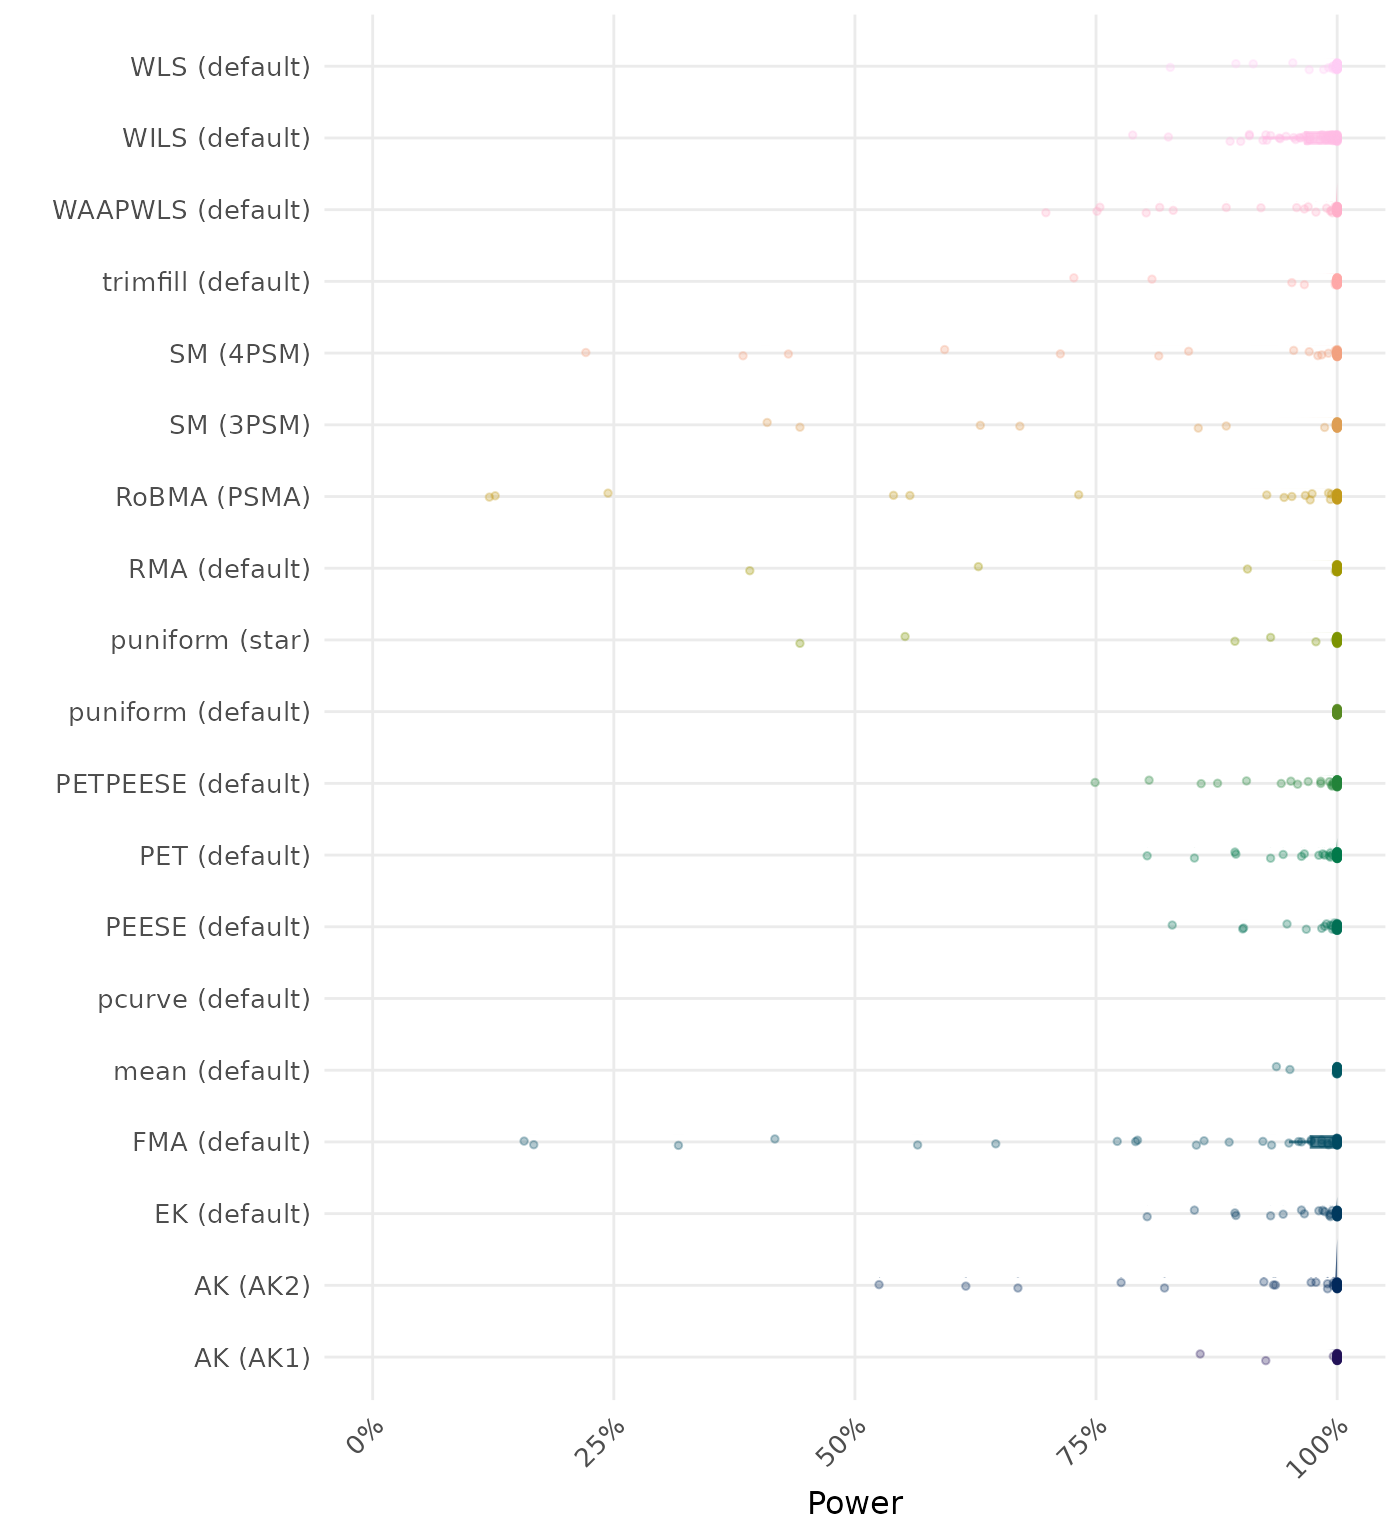 WLS (default)
WILS (default)
WAAPWLS (default)
trimfill (default)
SM (4PSM)
SM (3PSM)
RoBMA (PSMA)
RMA (default)
puniform (star)
puniform (default)
PETPEESE (default)
PET (default)
PEESE (default)
pcurve (default)
mean (default)
FMA (default)
EK (default)
AK (AK2)
AK (AK1)
0%
25%
50%
75%
100%
Power